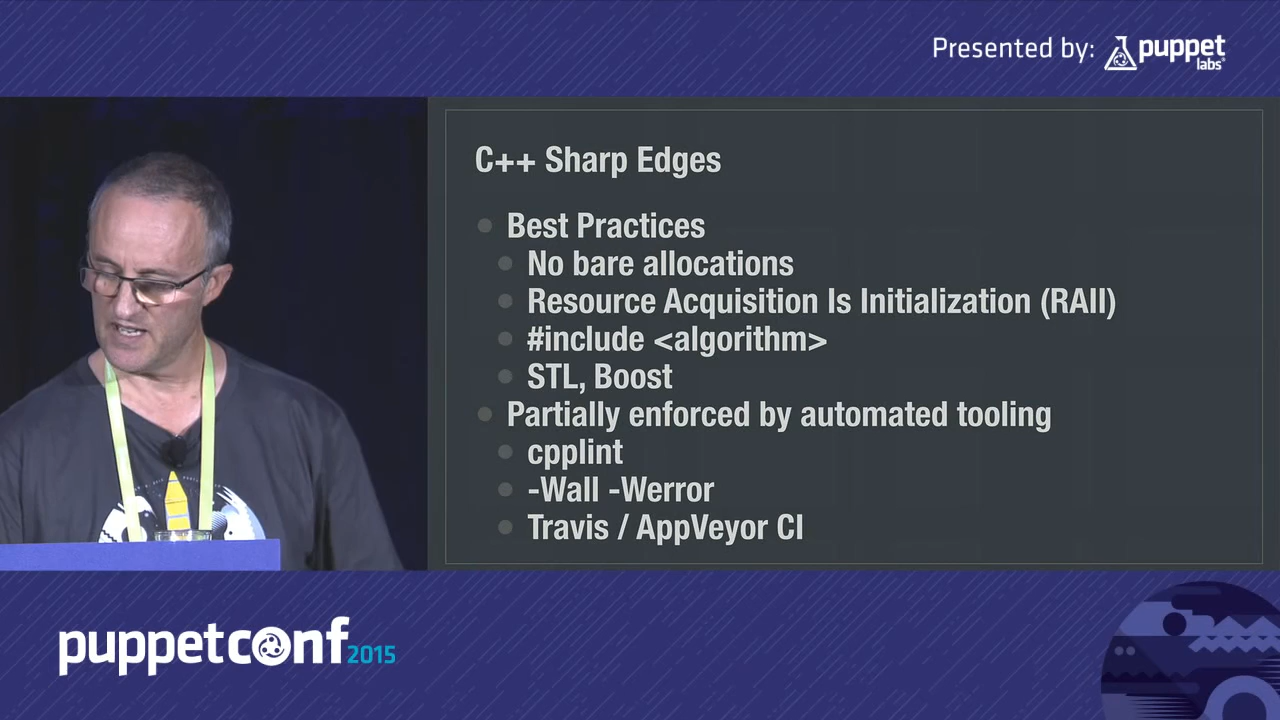 Presented by: puppet labs
C++ Sharp Edges
Best Practices
No bare allocations
Resource Acquisition Is Initialization (RAII)
#include <algorithm>
STL, Boost
Partially enforced by automated tooling
cpplint
-Wall -Werror
Travis / AppVeyor CI
puppetconf 2015